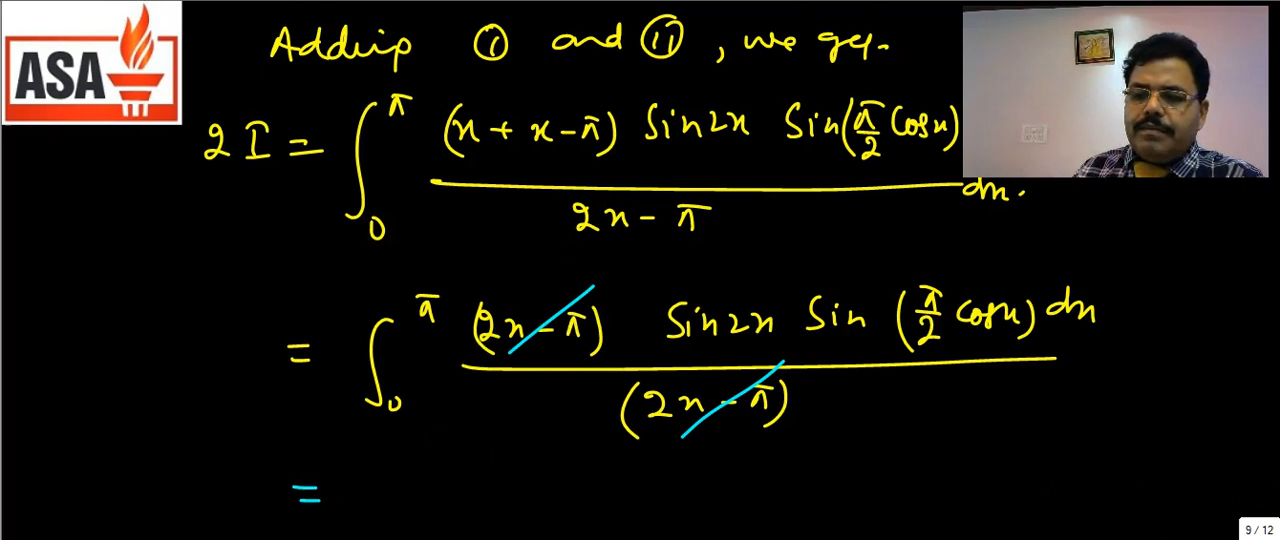 ASA
Adding ① and ⑪, we get.
2I = ∫₀^π (x + x - π) Sin2x Sin(π/2 Cosx) / 2x - π dx.
= ∫₀^π (2x - π) Sin2x Sin (π/2 cosx) dx / (2x - π)
=
9 / 12